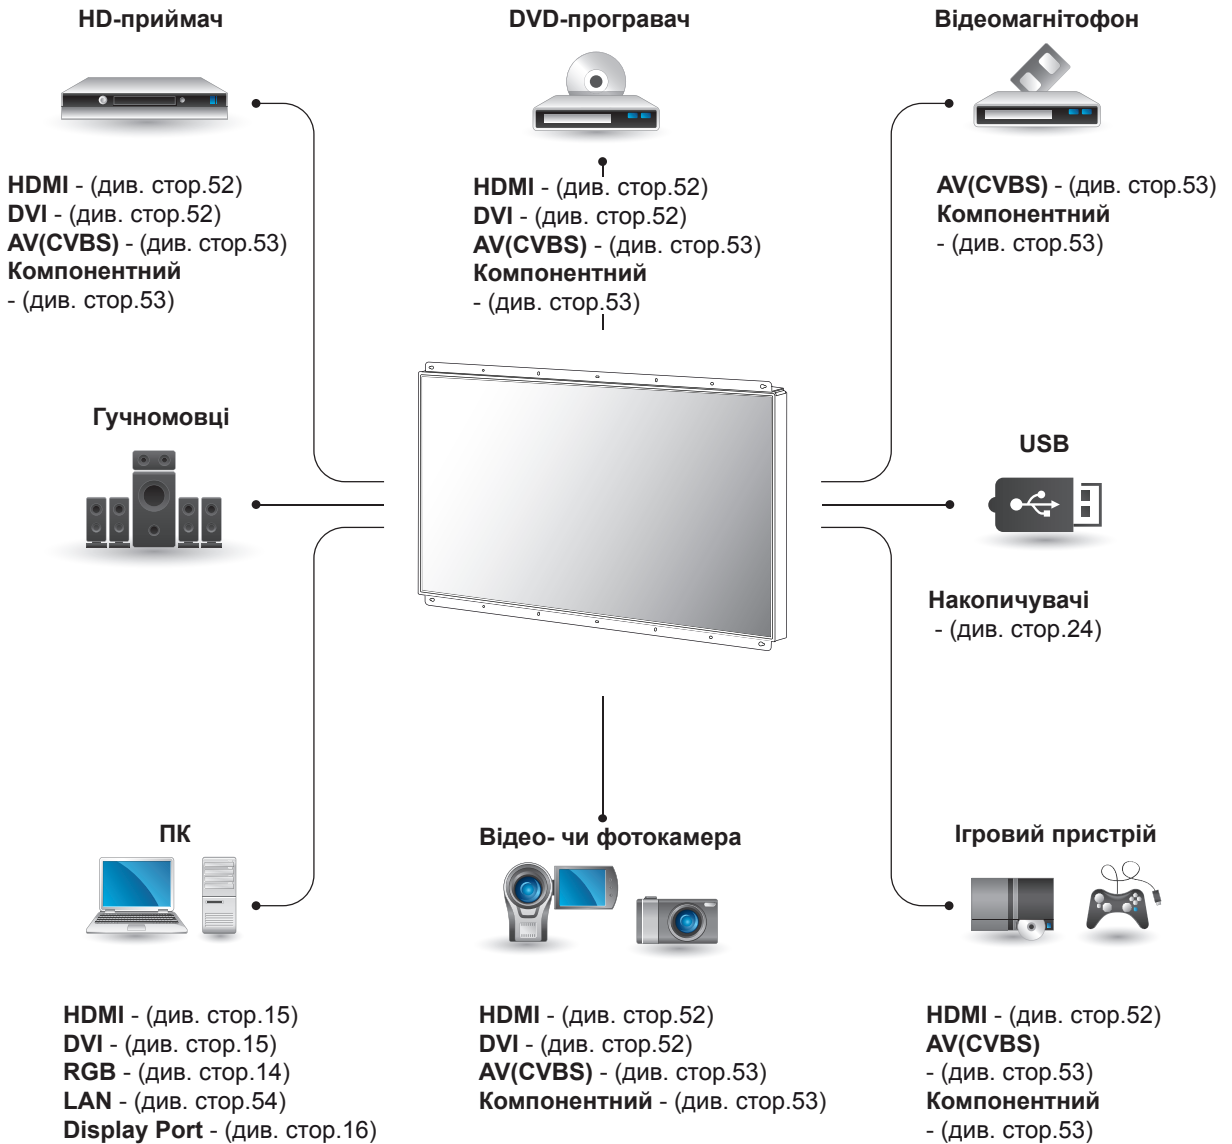 HD-приймач
HDMI - (див. стор.52)
DVI - (див. стор.52)
AV(CVBS) - (див. стор.53)
Компонентний
- (див. стор.53)
DVD-програвач
HDMI - (див. стор.52)
DVI - (див. стор.52)
AV(CVBS) - (див. стор.53)
Компонентний
- (див. стор.53)
Відеомагнітофон
AV(CVBS) - (див. стор.53)
Компонентний
- (див. стор.53)
Гучномовці
USB
Накопичувачі
- (див. стор.24)
ПК
HDMI - (див. стор.15)
DVI - (див. стор.15)
RGB - (див. стор.14)
LAN - (див. стор.54)
Display Port - (див. стор.16)
Відео- чи фотокамера
HDMI - (див. стор.52)
DVI - (див. стор.52)
AV(CVBS) - (див. стор.53)
Компонентний - (див. стор.53)
Ігровий пристрій
HDMI - (див. стор.52)
AV(CVBS)
- (див. стор.53)
Компонентний
- (див. стор.53)